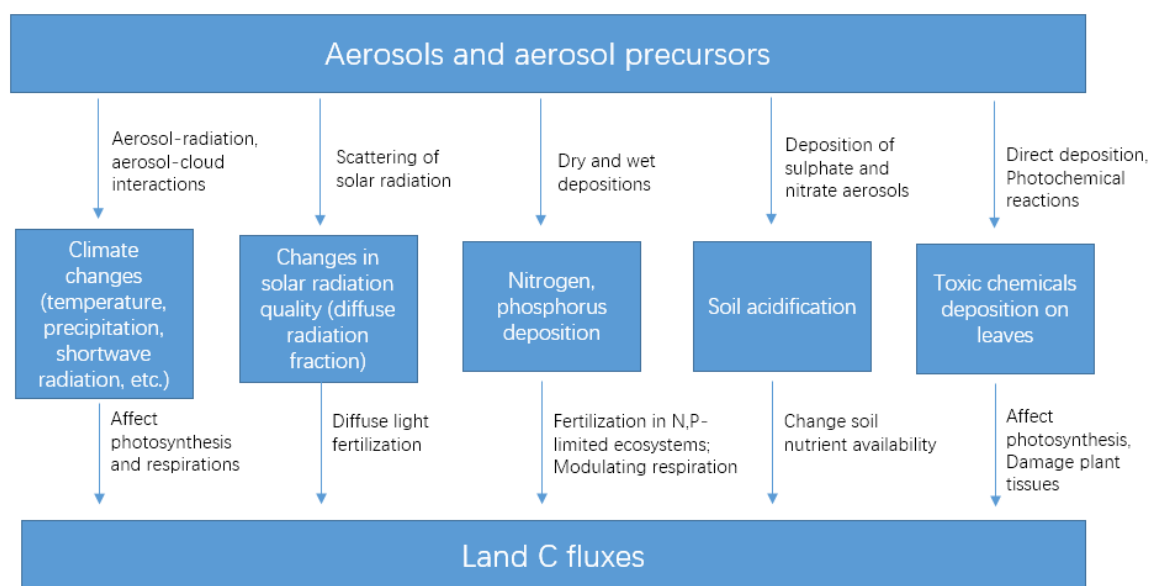 Aerosols and aerosol precursors
Aerosol-radiation,
aerosol-cloud
interactions
Scattering of
solar radiation
Dry and wet
depositions
Deposition of
sulphate and
nitrate aerosols
Direct deposition,
Photochemical
reactions
Climate
changes
(temperature,
precipitation,
shortwave
radiation, etc.)
Changes in
solar radiation
quality (diffuse
radiation
fraction)
Nitrogen,
phosphorus
deposition
Soil acidification
Toxic chemicals
deposition on
leaves
Affect
photosynthesis
and respirations
Diffuse light
fertilization
Fertilization in N,P-
limited ecosystems;
Modulating respiration
Change soil
nutrient availability
Affect
photosynthesis,
Damage plant
tissues
Land C fluxes